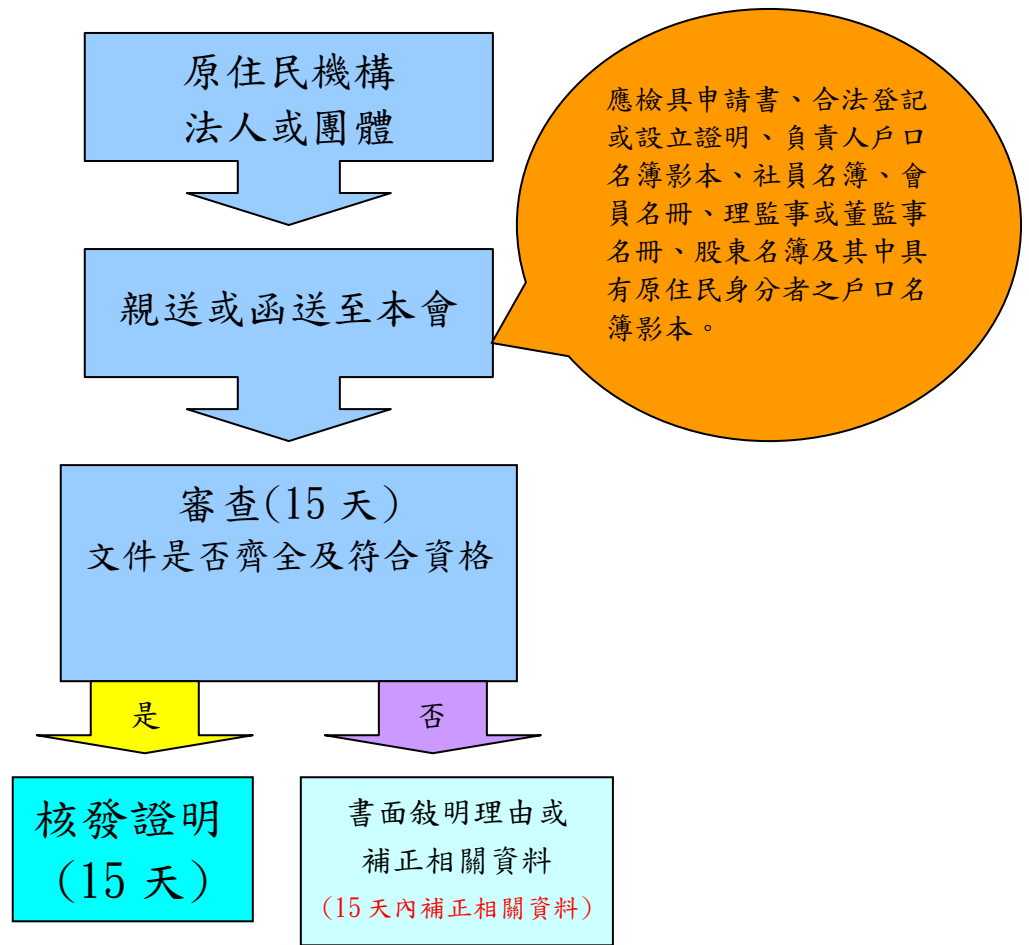 原住民機構
法人或團體
應檢具申請書、合法登記
或設立證明、負責人戶口
名簿影本、社員名簿、會
員名冊、理監事或董監事
名冊、股東名簿及其中具
有原住民身分者之戶口名
簿影本。
親送或函送至本會
審查(15 天)
文件是否齊全及符合資格
是
否
核發證明
(15 天)
書面敍明理由或
補正相關資料
(15 天內補正相關資料)